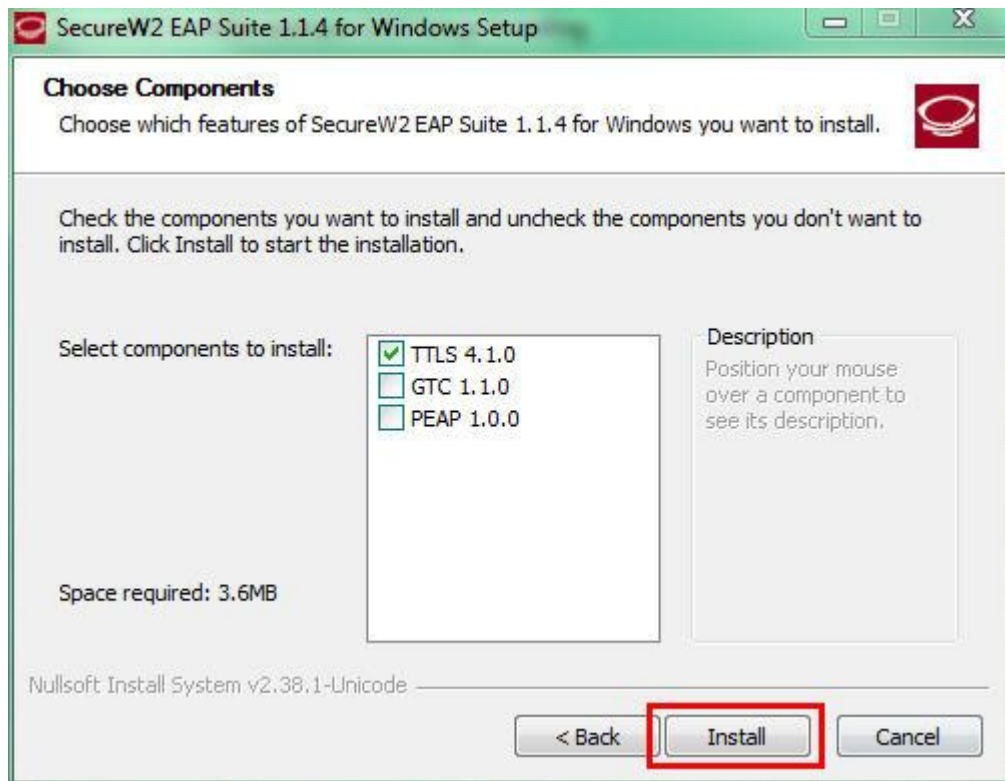 SecureW2 EAP Suite 1.1.4 for Windows Setup
Choose Components
Choose which features of SecureW2 EAP Suite 1.1.4 for Windows you want to install.
Check the components you want to install and uncheck the components you don't want to
install. Click Install to start the installation.
Select components to install:
TTLS 4.1.0
GTC 1.1.0
PEAP 1.0.0
Description
Position your mouse
over a component to
see its description.
Space required: 3.6MB
Nullsoft Install System v2.38.1-Unicode
< Back
Install
Cancel